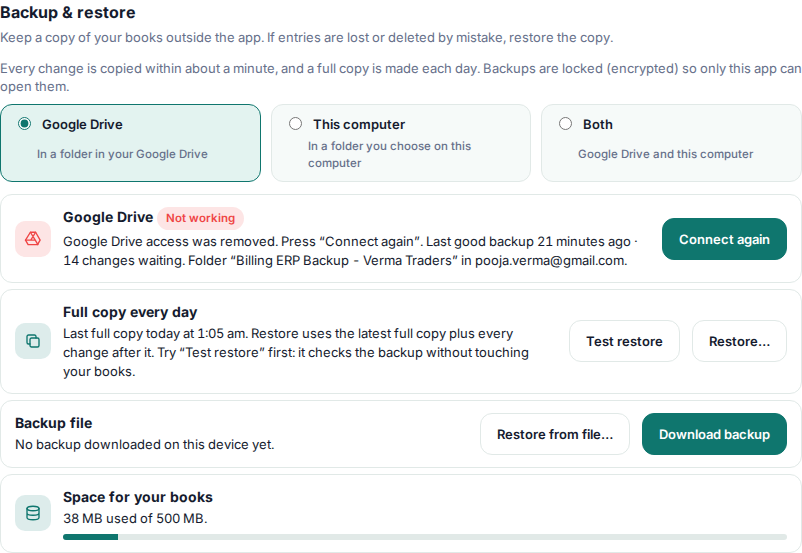 Backup & restore
Keep a copy of your books outside the app. If entries are lost or deleted by mistake, restore the copy.
Every change is copied within about a minute, and a full copy is made each day. Backups are locked (encrypted) so only this app can
open them.
Google Drive
In a folder in your Google Drive
This computer
In a folder you choose on this
computer
Both
Google Drive and this computer
Google Drive Not working
Google Drive access was removed. Press “Connect again”. Last good backup 21 minutes ago ·
14 changes waiting. Folder “Billing ERP Backup - Verma Traders” in pooja.verma@gmail.com.
Connect again
Full copy every day
Last full copy today at 1:05 am. Restore uses the latest full copy plus every
change after it. Try “Test restore” first: it checks the backup without touching
your books.
Test restore
Restore...
Backup file
No backup downloaded on this device yet.
Restore from file...
Download backup
Space for your books
38 MB used of 500 MB.